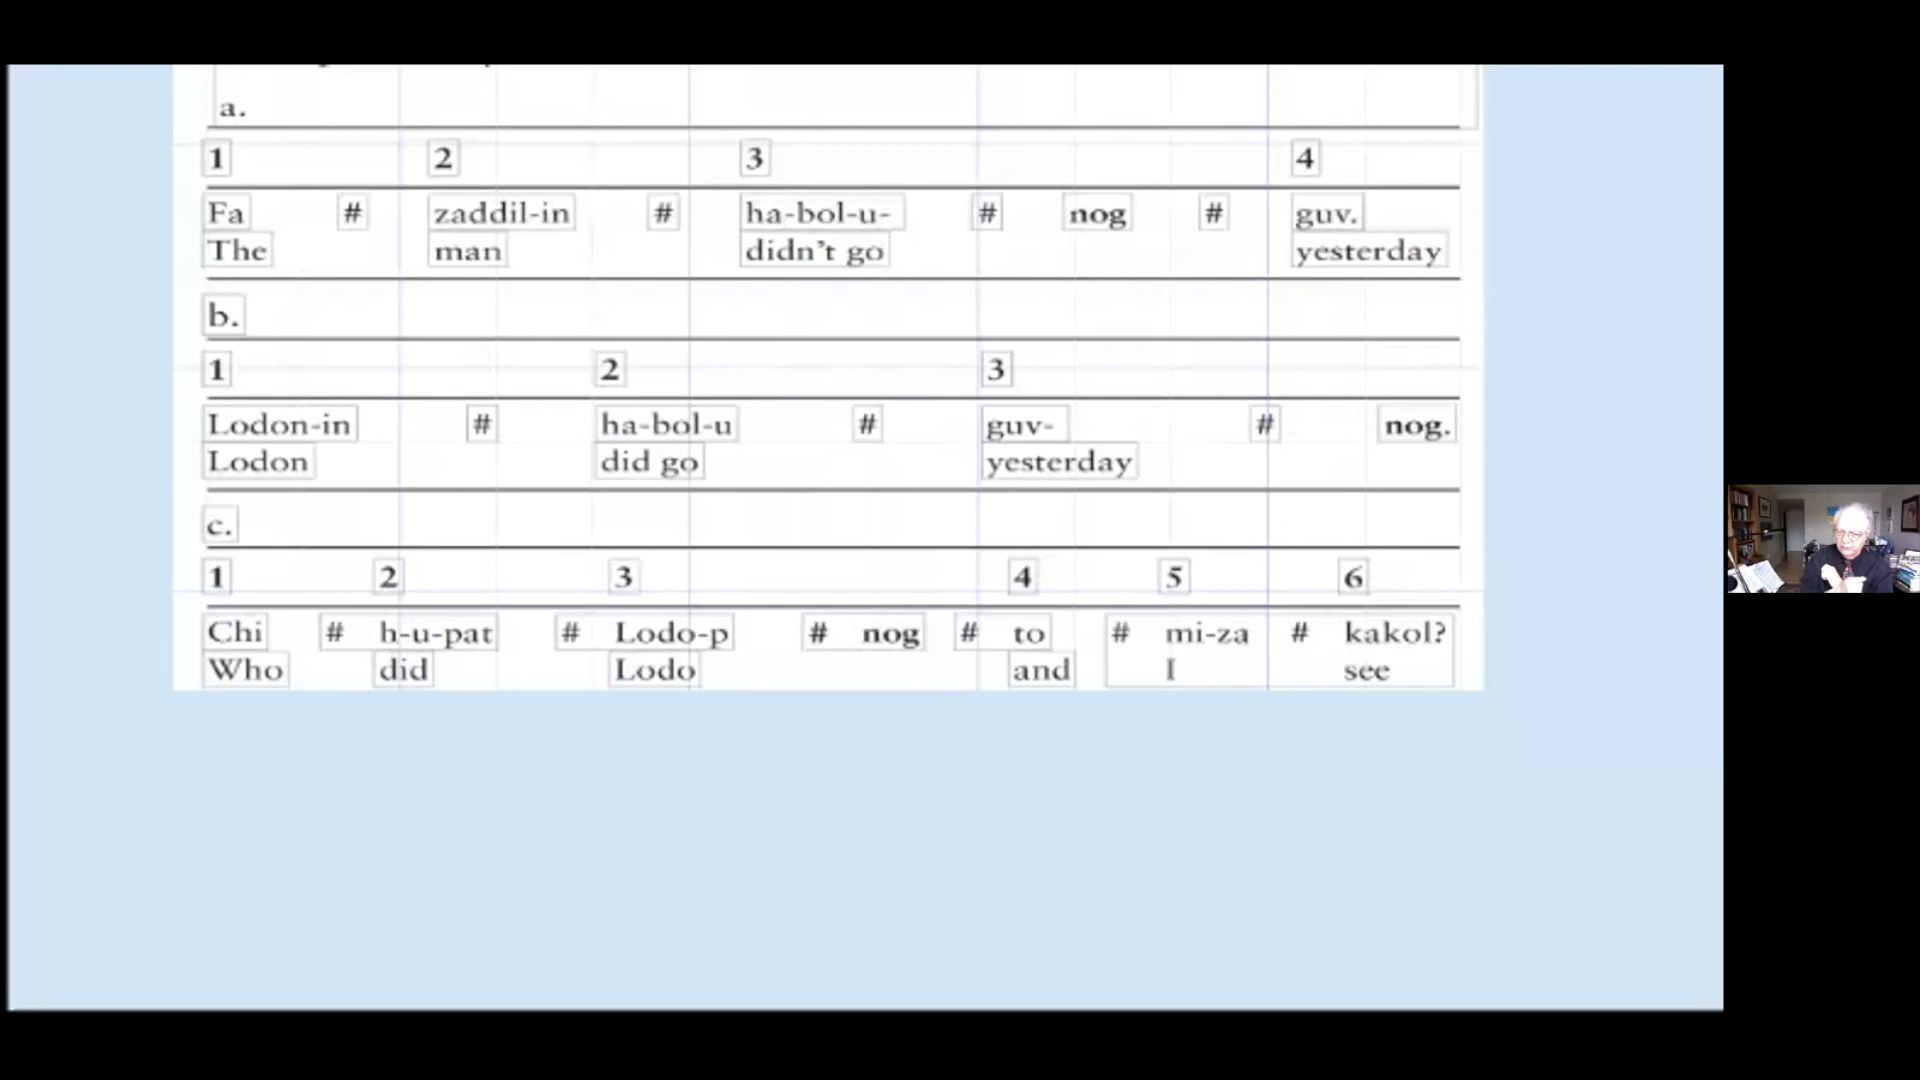 a.
1 2 3 4
Fa # zaddil-in # ha-bol-u- # nog # guv.
The man didn't go yesterday
b.
1 2 3
Lodon-in # ha-bol-u # guv- # nog.
Lodon did go yesterday
c.
1 2 3 4 5 6
Chi # h-u-pat # Lodo-p # nog # to # mi-za # kakol?
Who did Lodo and I see